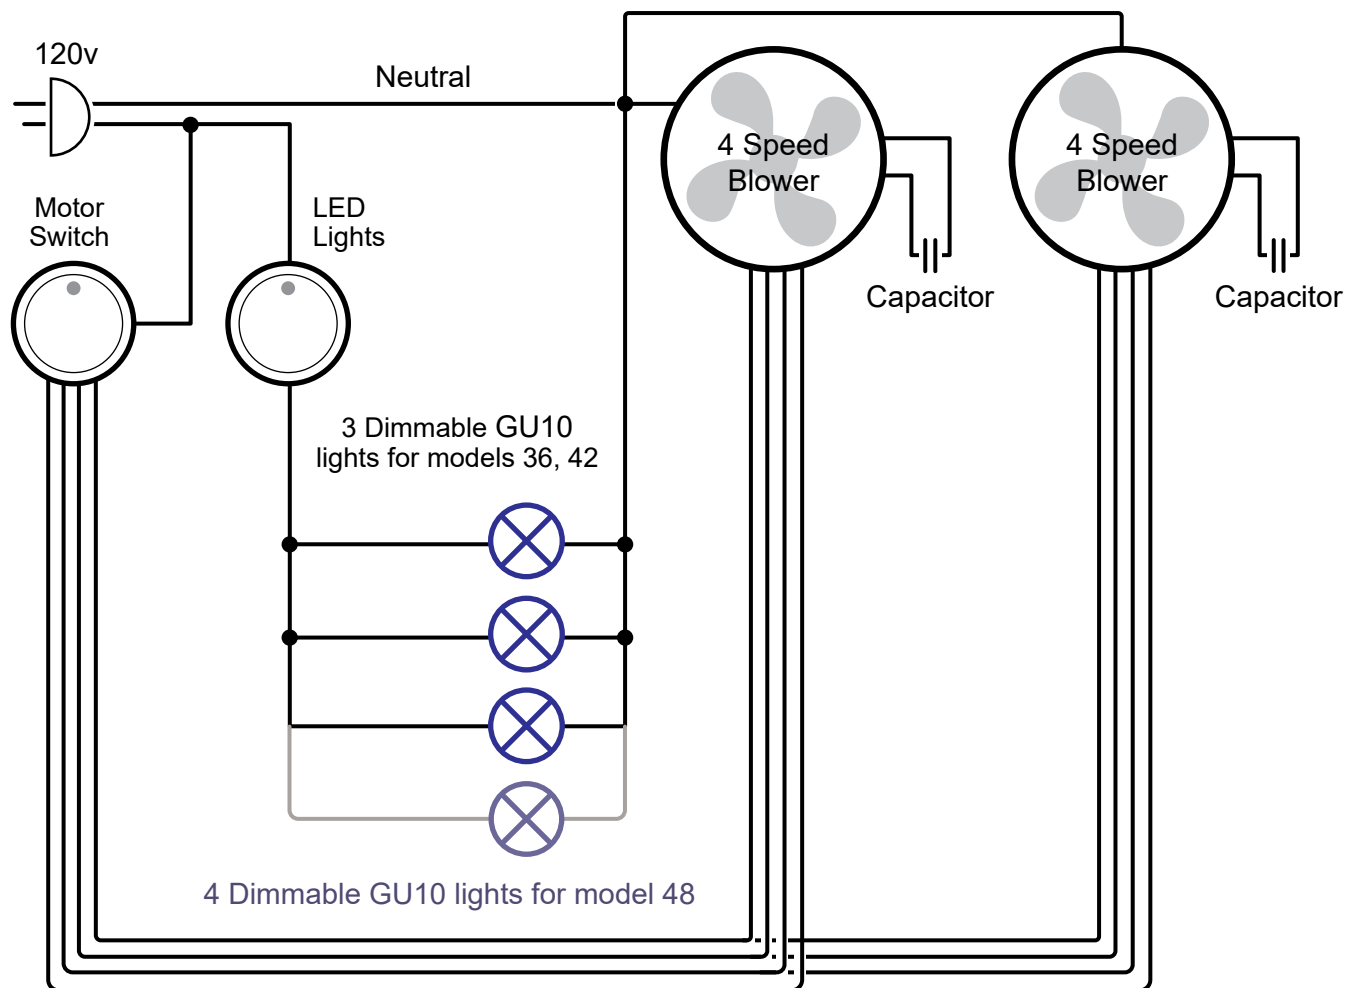 120v
Neutral
4 Speed
Blower
4 Speed
Blower
Motor
Switch
LED
Lights
Capacitor
Capacitor
3 Dimmable GU10
lights for models 36, 42
4 Dimmable GU10 lights for model 48